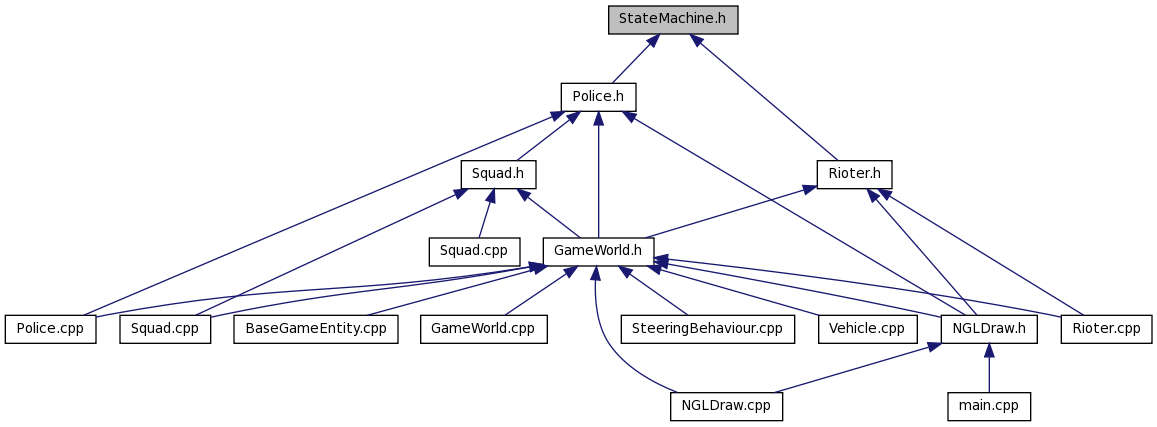 StateMachine.h
Police.h
Squad.h
Rioter.h
Squad.cpp
GameWorld.h
Police.cpp
Squad.cpp
BaseGameEntity.cpp
GameWorld.cpp
SteeringBehaviour.cpp
Vehicle.cpp
NGLDraw.h
Rioter.cpp
NGLDraw.cpp
main.cpp